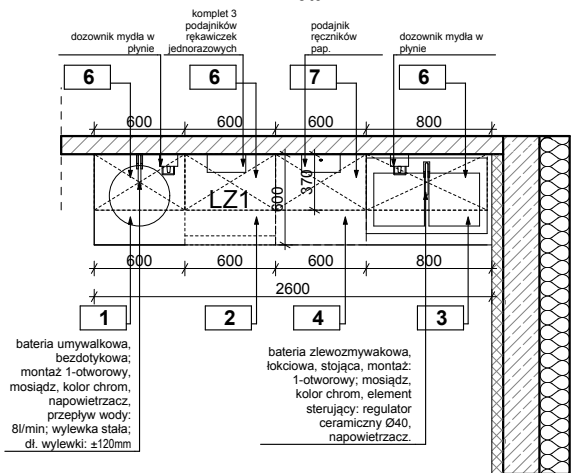 komplet 3
podajników
rękawiczek
jednorazowych
dozownik mydła w
płynie
podajnik
ręczników
pap.
dozownik mydła w
płynie
6
6
7
6
600
600
600
800
LZ1
600
370
600
600
600
800
2600
1
2
4
3
bateria umywalkowa,
bezdotykowa;
montaż 1-otworowy,
mosiądz, kolor chrom,
napowietrzacz,
przepływ wody:
8l/min; wylewka stała;
dł. wylewki: ±120mm
bateria zlewozmywakowa,
łokciowa, stojąca, montaż:
1-otworowy; mosiądz,
kolor chrom, element
sterujący: regulator
ceramiczny Ø40,
napowietrzacz.